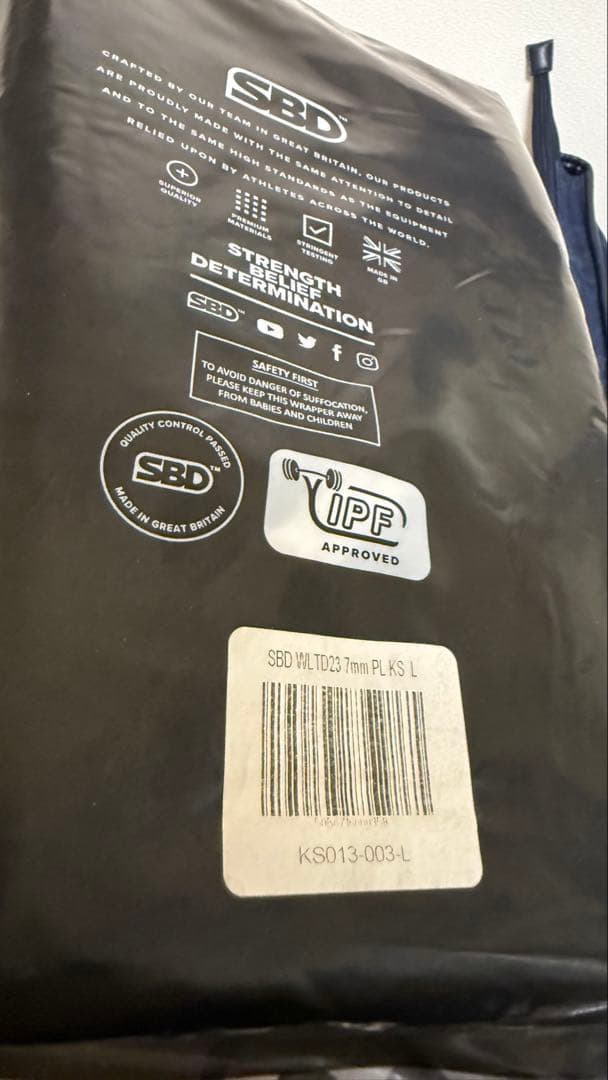 SBD™
CRAFTED BY OUR TEAM IN GREAT BRITAIN, OUR PRODUCTS
ARE PROUDLY MADE WITH THE SAME ATTENTION TO DETAIL
AND TO THE SAME HIGH STANDARDS AS THE EQUIPMENT
RELIED UPON BY ATHLETES ACROSS THE WORLD.
SUPERIOR
QUALITY
PREMIUM
MATERIALS
STRINGENT
TESTING
MADE IN
GB
STRENGTH
BELIEF
DETERMINATION
SBD™
SAFETY FIRST
TO AVOID DANGER OF SUFFOCATION,
PLEASE KEEP THIS WRAPPER AWAY
FROM BABIES AND CHILDREN
QUALITY CONTROL PASSED
SBD™
MADE IN GREAT BRITAIN
IPF
APPROVED
SBD WLTD23 7mm PL KS L
KS013-003-L